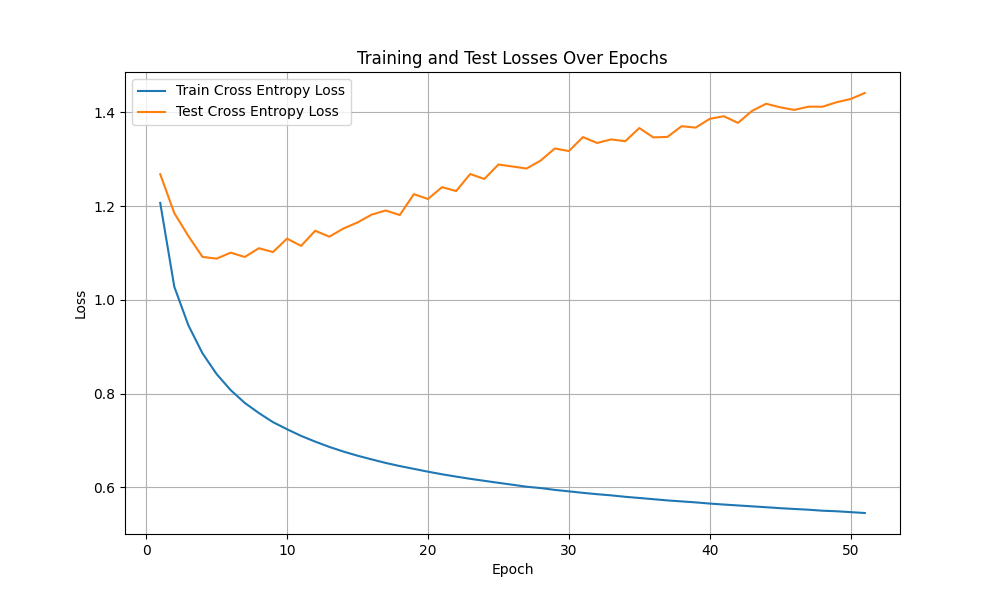 Training and Test Losses Over Epochs
Train Cross Entropy Loss
Test Cross Entropy Loss
1.4
1.2
1.0
0.8
0.6
Loss
0 10 20 30 40 50
Epoch